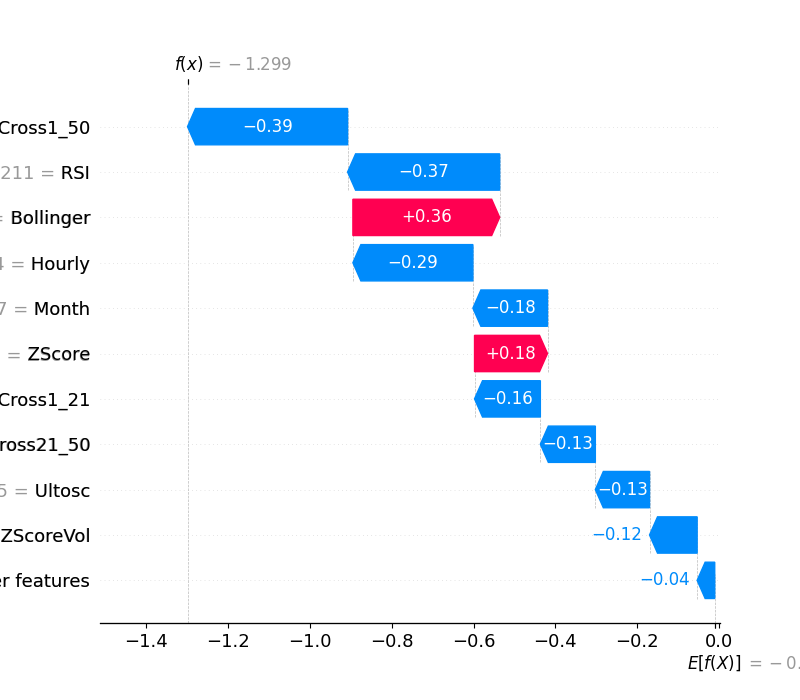 f(x) = −1.299
Cross1_50
−0.39
211 = RSI
−0.37
= Bollinger
+0.36
4 = Hourly
−0.29
7 = Month
−0.18
= ZScore
+0.18
Cross1_21
−0.16
ross21_50
−0.13
5 = Ultosc
−0.13
ZScoreVol
−0.12
er features
−0.04
−1.4 −1.2 −1.0 −0.8 −0.6 −0.4 −0.2 0.0
E[f(X)] = −0.